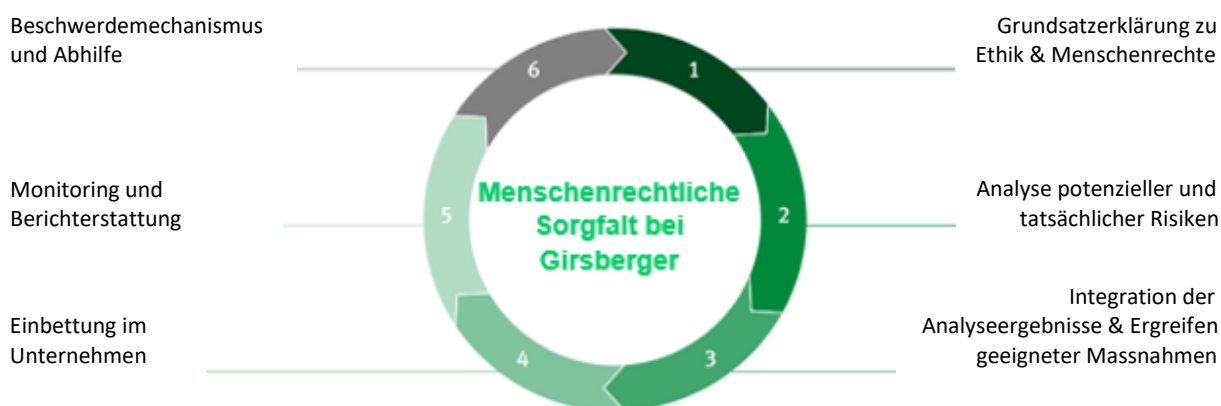 Beschwerdemechanismus
und Abhilfe
Grundsatzerklärung zu
Ethik & Menschenrechte
6
1
Monitoring und
Berichterstattung
5
Menschenrechtliche
Sorgfalt bei
Girsberger
2
Analyse potenzieller und
tatsächlicher Risiken
Einbettung im
Unternehmen
4
3
Integration der
Analyseergebnisse & Ergreifen
geeigneter Massnahmen